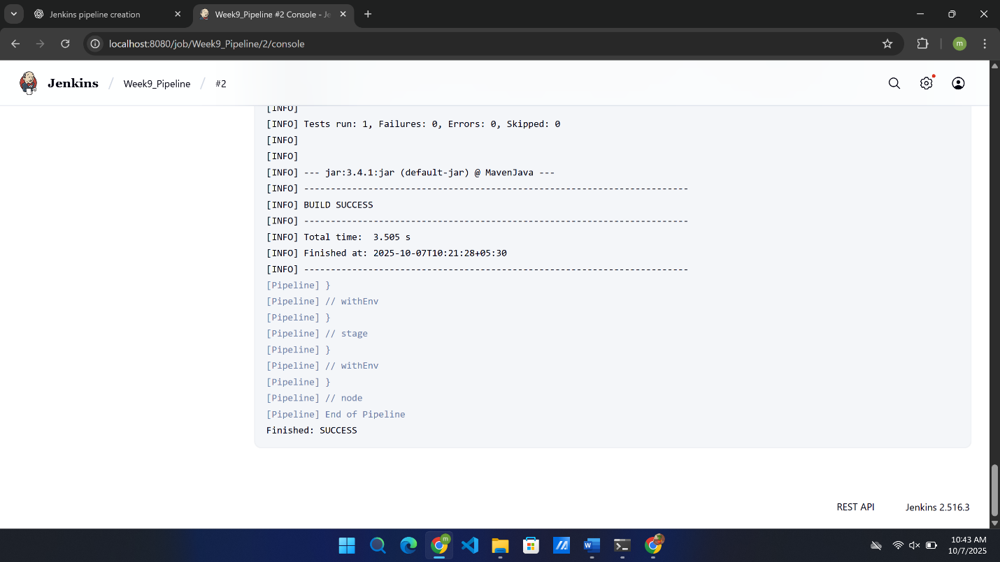 Jenkins pipeline creation
Week9_Pipeline #2 Console - Je
localhost:8080/job/Week9_Pipeline/2/console
m
Jenkins / Week9_Pipeline / #2
[INFO]
[INFO] Tests run: 1, Failures: 0, Errors: 0, Skipped: 0
[INFO]
[INFO]
[INFO] --- jar:3.4.1:jar (default-jar) @ MavenJava ---
[INFO] ------------------------------------------------------------------------
[INFO] BUILD SUCCESS
[INFO] ------------------------------------------------------------------------
[INFO] Total time:  3.505 s
[INFO] Finished at: 2025-10-07T10:21:28+05:30
[INFO] ------------------------------------------------------------------------
[Pipeline] }
[Pipeline] // withEnv
[Pipeline] }
[Pipeline] // stage
[Pipeline] }
[Pipeline] // withEnv
[Pipeline] }
[Pipeline] // node
[Pipeline] End of Pipeline
Finished: SUCCESS
REST API
Jenkins 2.516.3
m
W
10:43 AM
10/7/2025